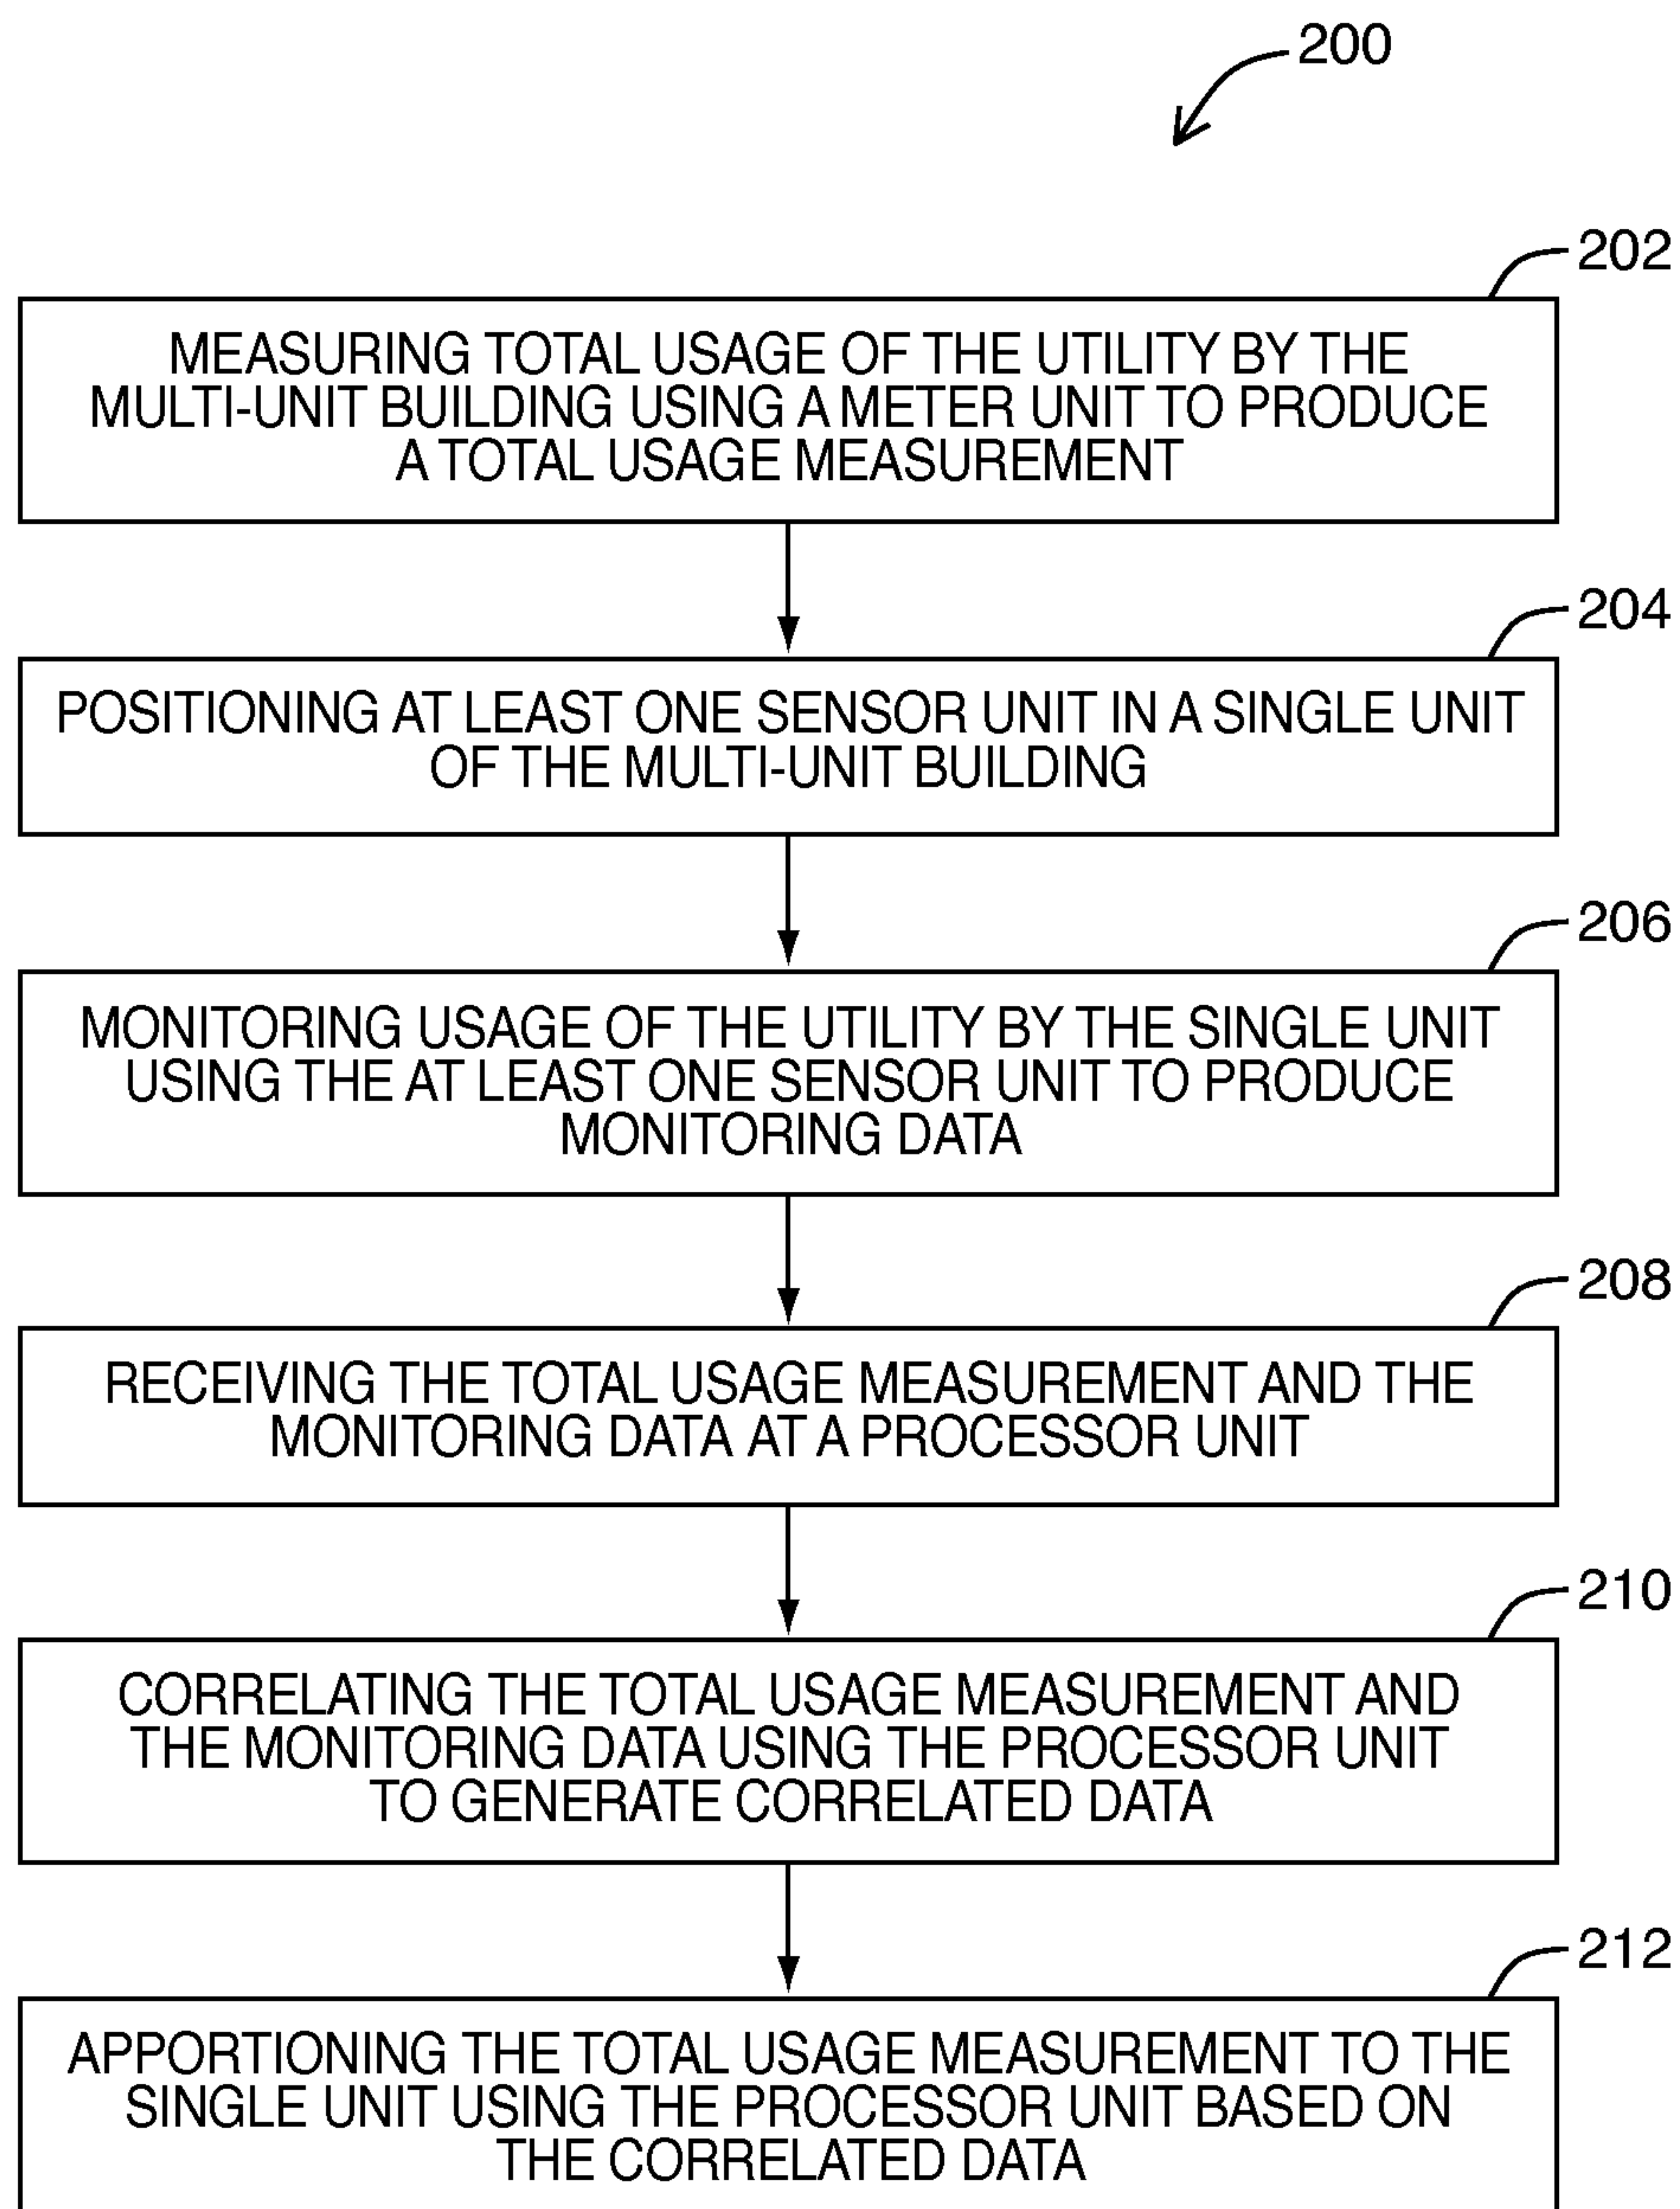 200
202
MEASURING TOTAL USAGE OF THE UTILITY BY THE
MULTI-UNIT BUILDING USING A METER UNIT TO PRODUCE
A TOTAL USAGE MEASUREMENT
204
POSITIONING AT LEAST ONE SENSOR UNIT IN A SINGLE UNIT
OF THE MULTI-UNIT BUILDING
206
MONITORING USAGE OF THE UTILITY BY THE SINGLE UNIT
USING THE AT LEAST ONE SENSOR UNIT TO PRODUCE
MONITORING DATA
208
RECEIVING THE TOTAL USAGE MEASUREMENT AND THE
MONITORING DATA AT A PROCESSOR UNIT
210
CORRELATING THE TOTAL USAGE MEASUREMENT AND
THE MONITORING DATA USING THE PROCESSOR UNIT
TO GENERATE CORRELATED DATA
212
APPORTIONING THE TOTAL USAGE MEASUREMENT TO THE
SINGLE UNIT USING THE PROCESSOR UNIT BASED ON
THE CORRELATED DATA